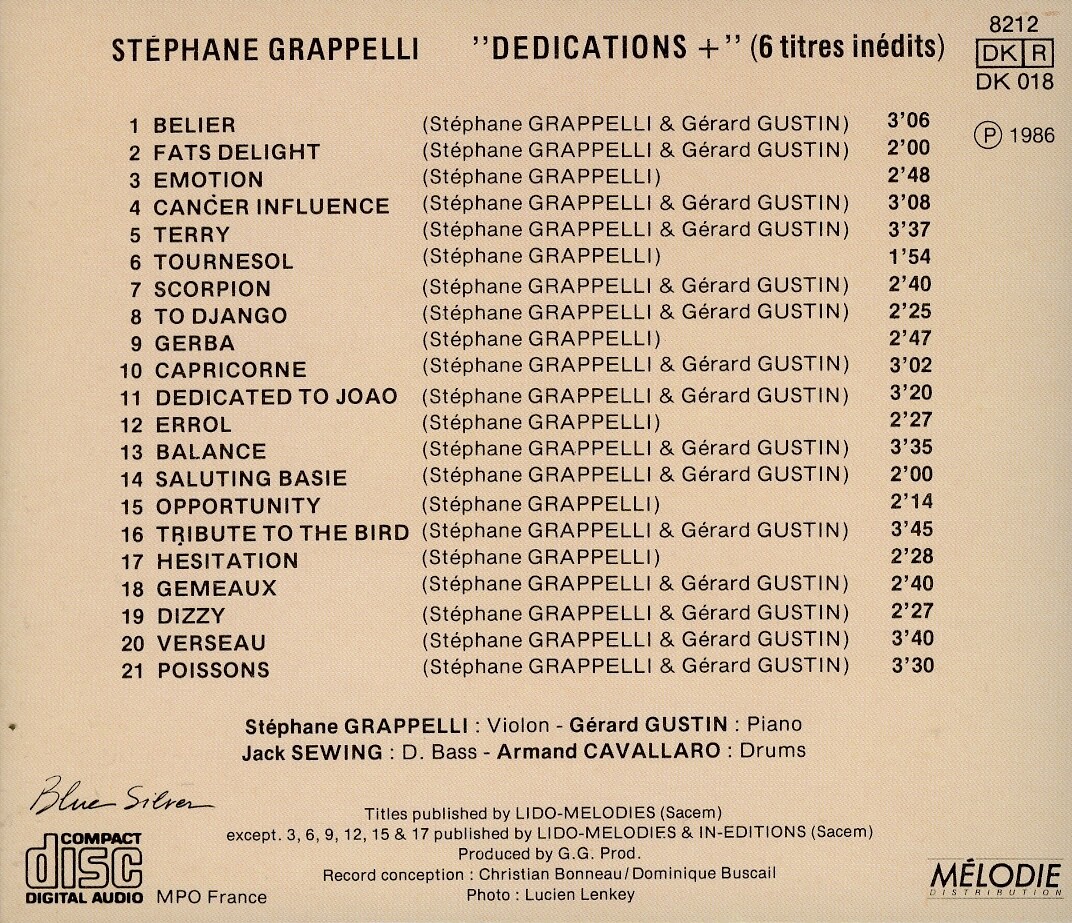 STÉPHANE GRAPPELLI ’’DEDICATIONS +’’ (6 titres inédits)
8212
DK R
DK 018
Ⓟ 1986
1 BELIER (Stéphane GRAPPELLI & Gérard GUSTIN) 3’06
2 FATS DELIGHT (Stéphane GRAPPELLI & Gérard GUSTIN) 2’00
3 EMOTION (Stéphane GRAPPELLI) 2’48
4 CANCER INFLUENCE (Stéphane GRAPPELLI & Gérard GUSTIN) 3’08
5 TERRY (Stéphane GRAPPELLI & Gérard GUSTIN) 3’37
6 TOURNESOL (Stéphane GRAPPELLI) 1’54
7 SCORPION (Stéphane GRAPPELLI & Gérard GUSTIN) 2’40
8 TO DJANGO (Stéphane GRAPPELLI & Gérard GUSTIN) 2’25
9 GERBA (Stéphane GRAPPELLI) 2’47
10 CAPRICORNE (Stéphane GRAPPELLI & Gérard GUSTIN) 3’02
11 DEDICATED TO JOAO (Stéphane GRAPPELLI & Gérard GUSTIN) 3’20
12 ERROL (Stéphane GRAPPELLI) 2’27
13 BALANCE (Stéphane GRAPPELLI & Gérard GUSTIN) 3’35
14 SALUTING BASIE (Stéphane GRAPPELLI & Gérard GUSTIN) 2’00
15 OPPORTUNITY (Stéphane GRAPPELLI) 2’14
16 TRIBUTE TO THE BIRD (Stéphane GRAPPELLI & Gérard GUSTIN) 3’45
17 HESITATION (Stéphane GRAPPELLI) 2’28
18 GEMEAUX (Stéphane GRAPPELLI & Gérard GUSTIN) 2’40
19 DIZZY (Stéphane GRAPPELLI & Gérard GUSTIN) 2’27
20 VERSEAU (Stéphane GRAPPELLI & Gérard GUSTIN) 3’40
21 POISSONS (Stéphane GRAPPELLI & Gérard GUSTIN) 3’30
Stéphane GRAPPELLI : Violon - Gérard GUSTIN : Piano
Jack SEWING : D. Bass - Armand CAVALLARO : Drums
Blue Silver
Titles published by LIDO-MELODIES (Sacem)
except. 3, 6, 9, 12, 15 & 17 published by LIDO-MELODIES & IN-EDITIONS (Sacem)
Produced by G.G. Prod.
Record conception : Christian Bonneau/Dominique Buscail
Photo : Lucien Lenkey
COMPACT
disc
DIGITAL AUDIO
MPO France
MÉLODIE
DISTRIBUTION